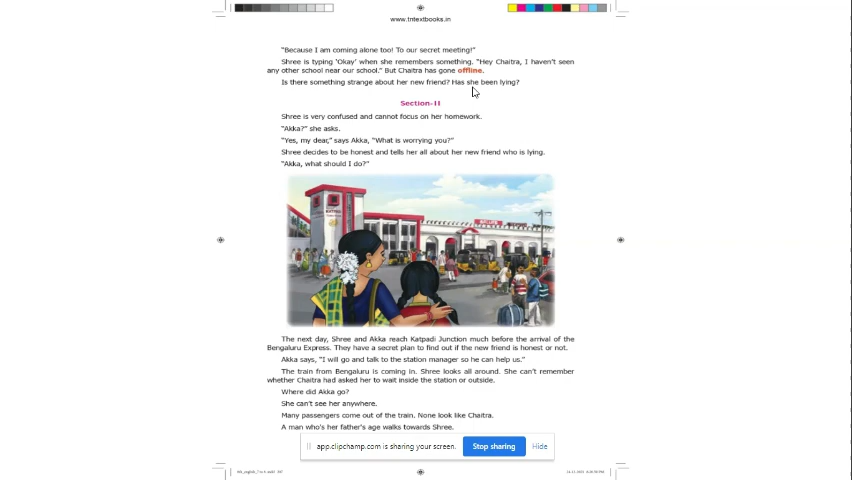 www.tntextbooks.in
“Because I am coming alone too! To our secret meeting!”
Shree is typing ‘Okay’ when she remembers something. “Hey Chaitra, I haven’t seen
any other school near our school.” But Chaitra has gone offline.
Is there something strange about her new friend? Has she been lying?
Section-II
Shree is very confused and cannot focus on her homework.
“Akka?” she asks.
“Yes, my dear,” says Akka, “What is worrying you?”
Shree decides to be honest and tells her all about her new friend who is lying.
“Akka, what should I do?”
The next day, Shree and Akka reach Katpadi Junction much before the arrival of the
Bengaluru Express. They have a secret plan to find out if the new friend is honest or not.
Akka says, “I will go and talk to the station manager so he can help us.”
The train from Bengaluru is coming in. Shree looks all around. She can’t remember
whether Chaitra had asked her to wait inside the station or outside.
Where did Akka go?
She can’t see her anywhere.
Many passengers come out of the train. None look like Chaitra.
A man who’s her father’s age walks towards Shree.
app.clipchamp.com is sharing your screen.
Stop sharing
Hide